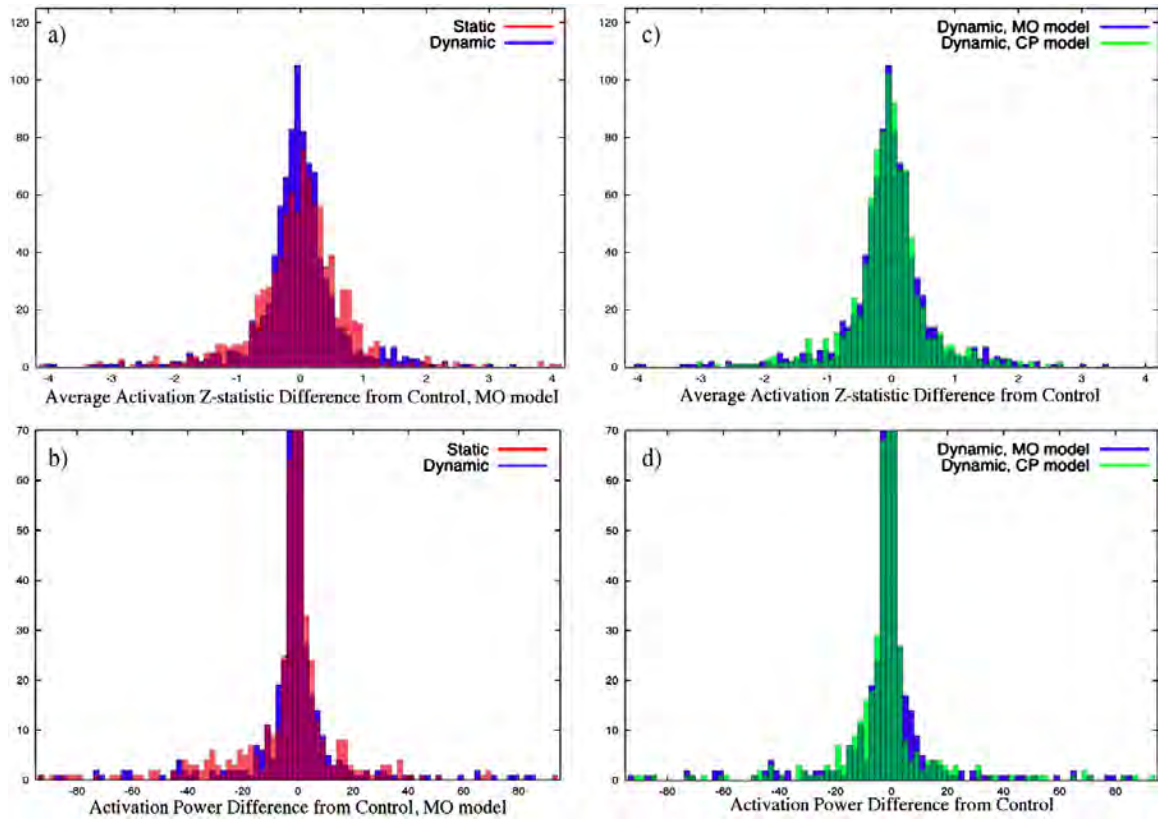 a)
Static
Dynamic
120
100
80
60
40
20
0
-4 -3 -2 -1 0 1 2 3 4
Average Activation Z-statistic Difference from Control, MO model
c)
Dynamic, MO model
Dynamic, CP model
120
100
80
60
40
20
0
-4 -3 -2 -1 0 1 2 3 4
Average Activation Z-statistic Difference from Control
b)
Static
Dynamic
70
60
50
40
30
20
10
0
-80 -60 -40 -20 0 20 40 60 80
Activation Power Difference from Control, MO model
d)
Dynamic, MO model
Dynamic, CP model
70
60
50
40
30
20
10
0
-80 -60 -40 -20 0 20 40 60 80
Activation Power Difference from Control